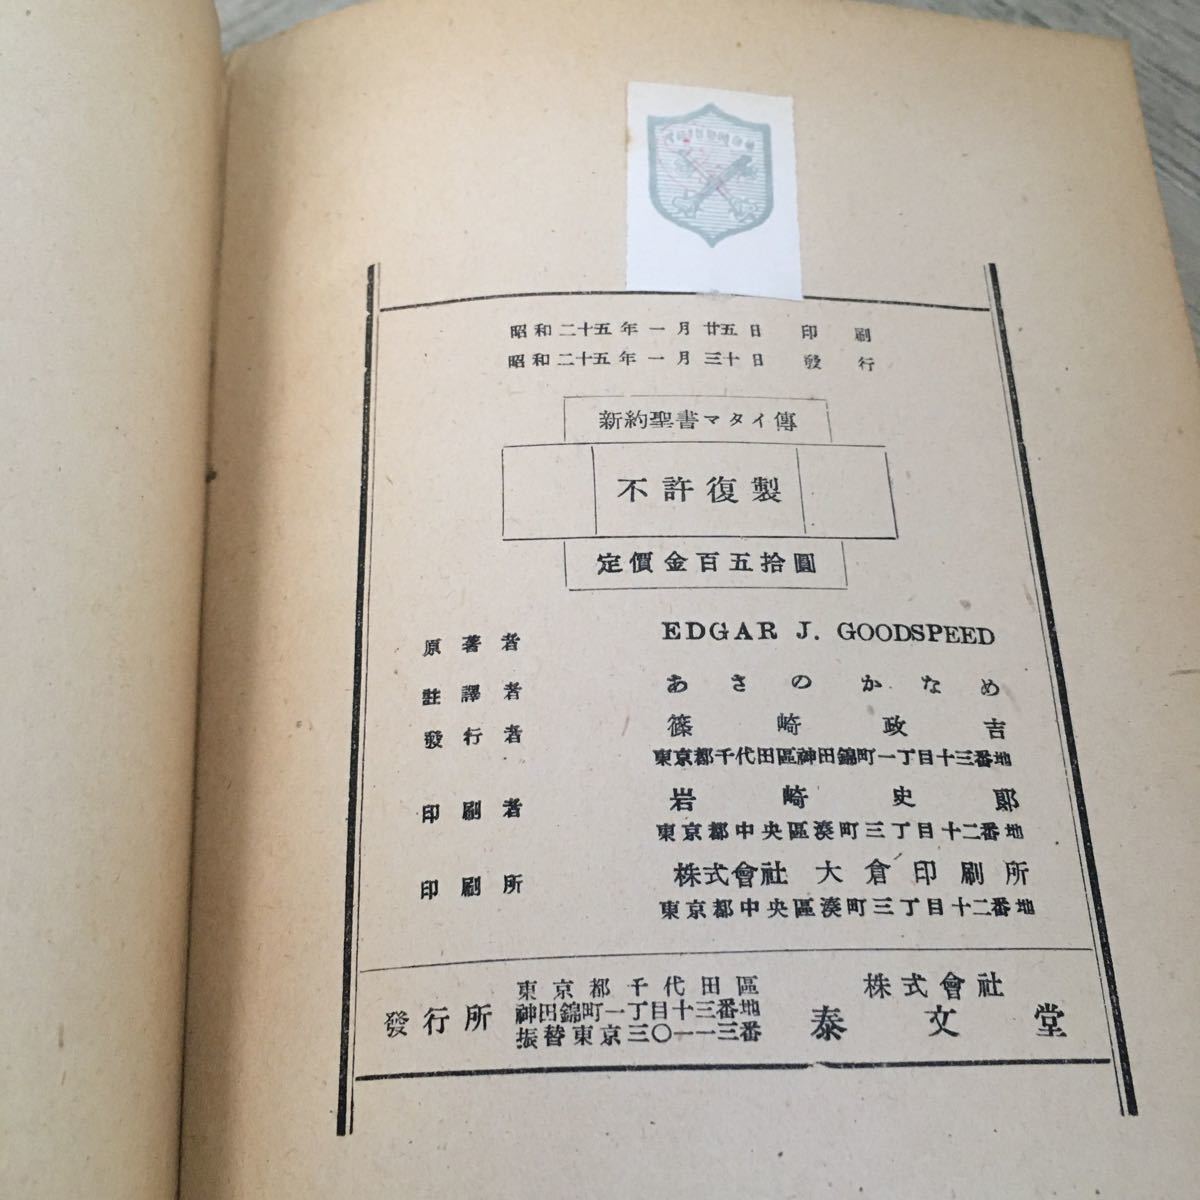 昭和二十五年一月廿五日 印刷
昭和二十五年一月三十日 發行
新約聖書マタイ傳
不許復製
定價金百五拾圓
原著者 EDGAR J. GOODSPEED
註譯者 あさのかなめ
發行者 篠崎政吉
東京都千代田區神田錦町一丁目十三番地
印刷者 岩崎史郎
東京都中央區湊町三丁目十二番地
印刷所 株式會社 大倉印刷所
東京都中央區湊町三丁目十二番地
發行所
東京都千代田區
神田錦町一丁目十三番地
振替東京三〇一一三番
株式會社
泰文堂